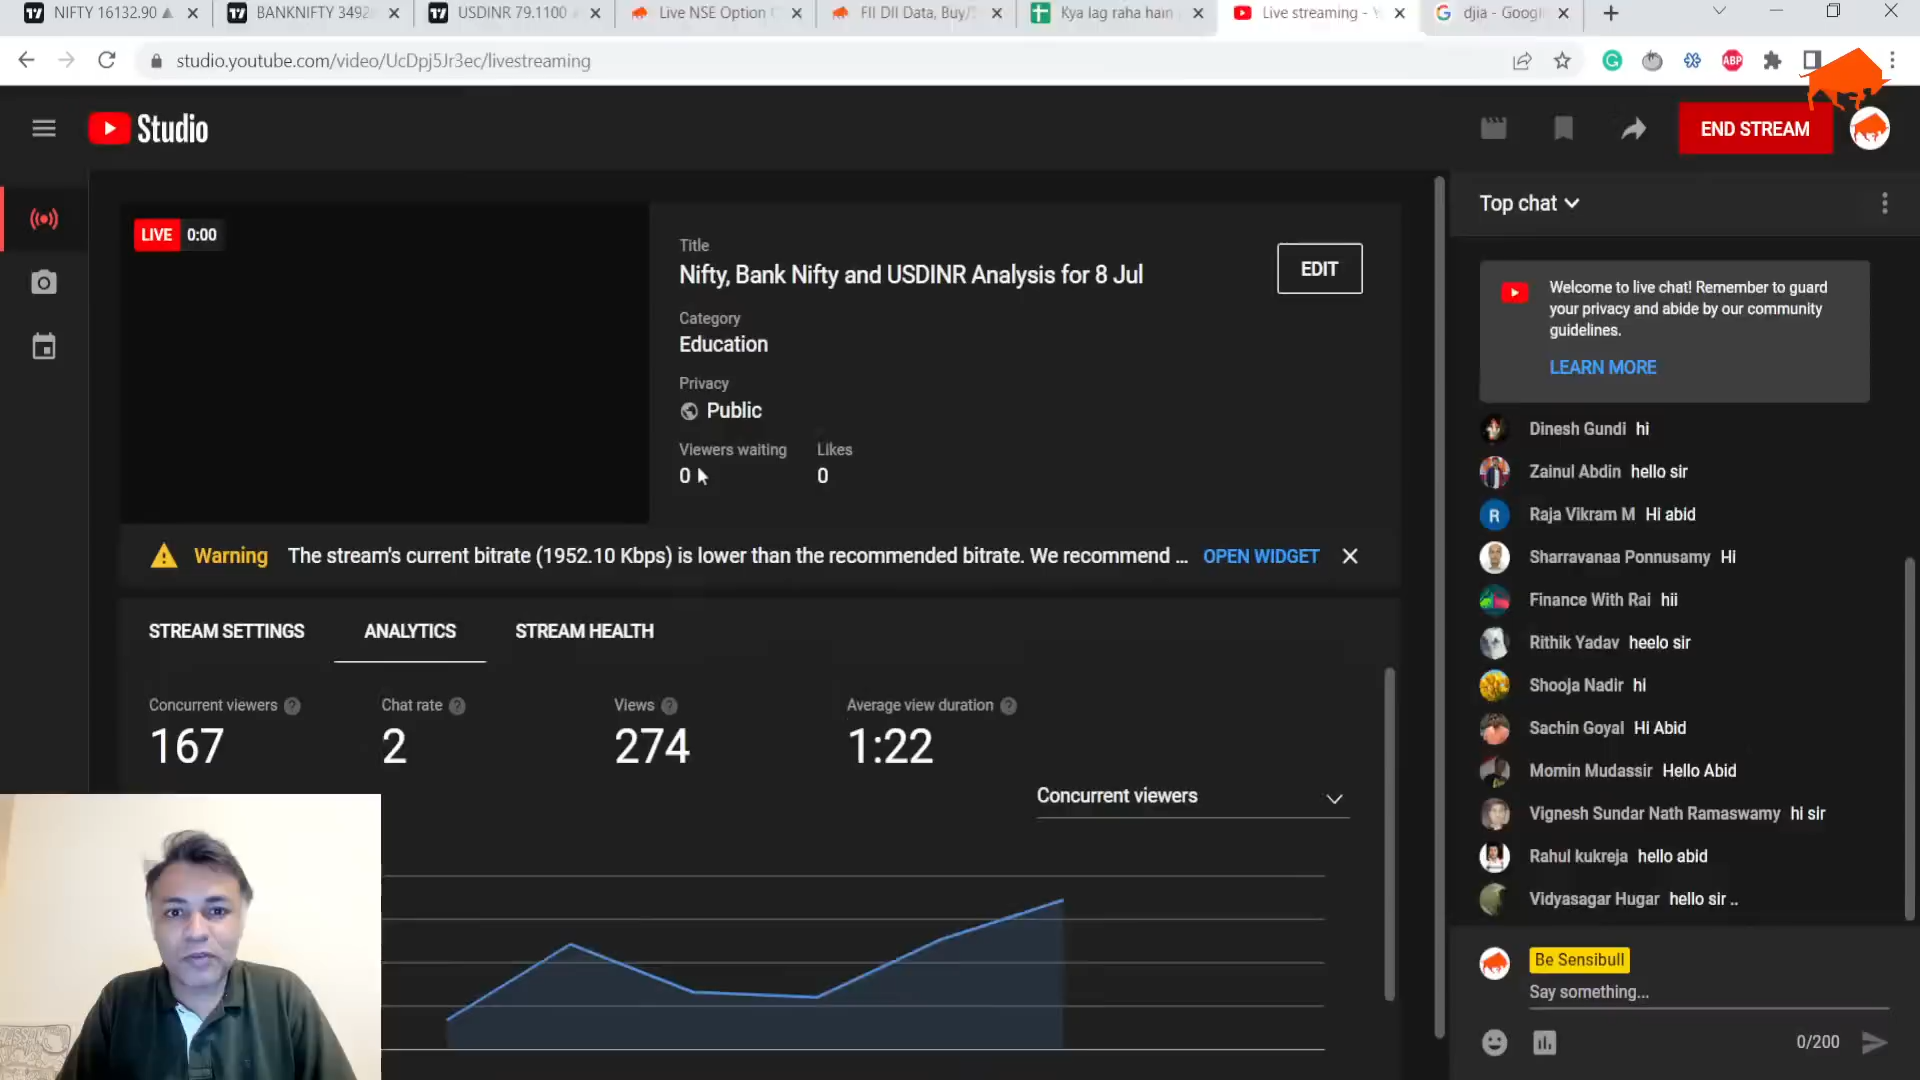 NIFTY 16132.90
BANKNIFTY 3492
USDINR 79.1100
Live NSE Option
FII DII Data, Buy/
Kya lag raha hain
Live streaming -
djia - Google
studio.youtube.com/video/UcDpj5Jr3ec/livestreaming
ABP
Studio
END STREAM
LIVE 0:00
Title
Nifty, Bank Nifty and USDINR Analysis for 8 Jul
EDIT
Category
Education
Privacy
Public
Viewers waiting Likes
0 0
Warning The stream's current bitrate (1952.10 Kbps) is lower than the recommended bitrate. We recommend ... OPEN WIDGET
STREAM SETTINGS ANALYTICS STREAM HEALTH
Concurrent viewers Chat rate Views Average view duration
167 2 274 1:22
Concurrent viewers
Top chat
Welcome to live chat! Remember to guard
your privacy and abide by our community
guidelines.
LEARN MORE
Dinesh Gundi hi
Zainul Abdin hello sir
R Raja Vikram M Hi abid
Sharravanaa Ponnusamy Hi
Finance With Rai hii
Rithik Yadav heelo sir
Shooja Nadir hi
Sachin Goyal Hi Abid
Momin Mudassir Hello Abid
Vignesh Sundar Nath Ramaswamy hi sir
Rahul kukreja hello abid
Vidyasagar Hugar hello sir ..
Be Sensibull
Say something...
0/200